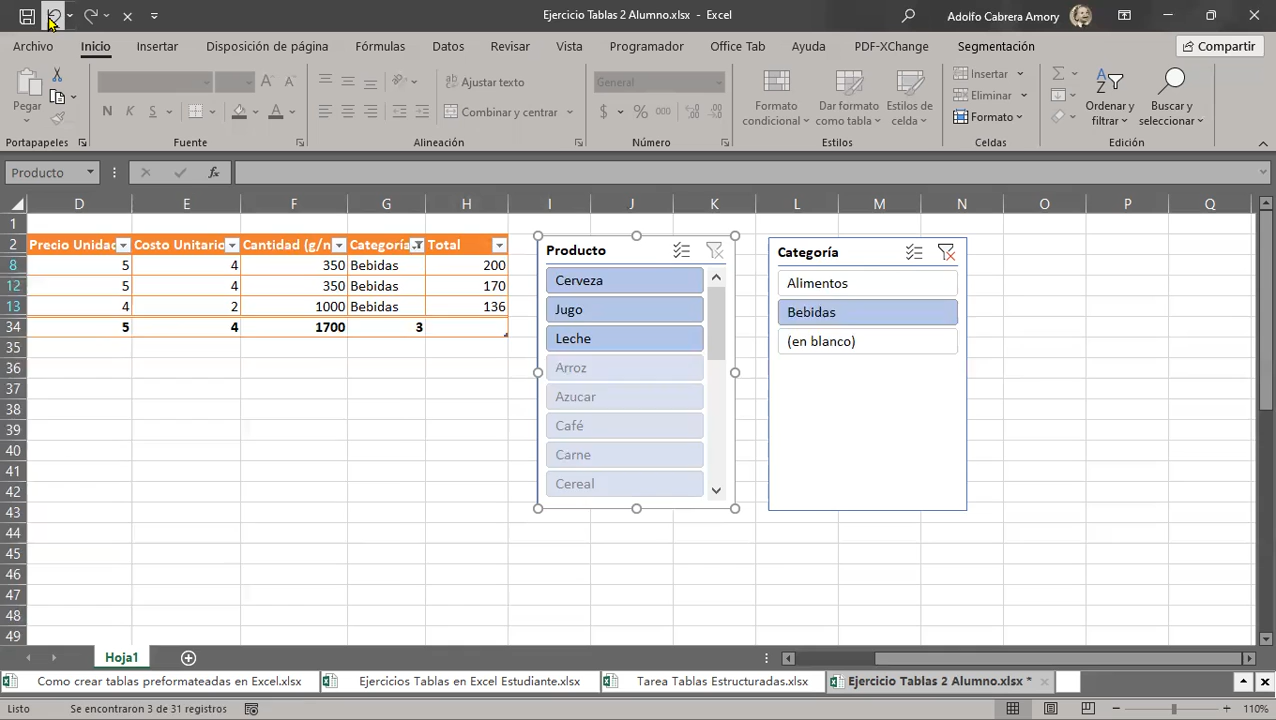 Ejercicio Tablas 2 Alumno.xlsx - Excel
Adolfo Cabrera Amory
Archivo Inicio Insertar Disposición de página Fórmulas Datos Revisar Vista Programador Office Tab Ayuda PDF-XChange Segmentación Compartir
Pegar
N K S A A A
Ajustar texto
Combinar y centrar
General
$ % 000
Formato condicional
Dar formato como tabla
Estilos de celda
Insertar
Eliminar
Formato
Ordenar y filtrar
Buscar y seleccionar
Portapapeles Fuente Alineación Número Estilos Celdas Edición
Producto fx
D E F G H I J K L M N O P Q
1
2 Precio Unidad Costo Unitario Cantidad (g/n Categoría Total
8 5 4 350 Bebidas 200
12 5 4 350 Bebidas 170
13 4 2 1000 Bebidas 136
34 5 4 1700 3
35
36
37
38
39
40
41
42
43
44
45
46
47
48
49
Producto
Cerveza
Jugo
Leche
Arroz
Azucar
Café
Carne
Cereal
Categoría
Alimentos
Bebidas
(en blanco)
Hoja1
Como crear tablas preformateadas en Excel.xlsx Ejercicios Tablas en Excel Estudiante.xlsx Tarea Tablas Estructuradas.xlsx Ejercicio Tablas 2 Alumno.xlsx *
Listo Se encontraron 3 de 31 registros 110%